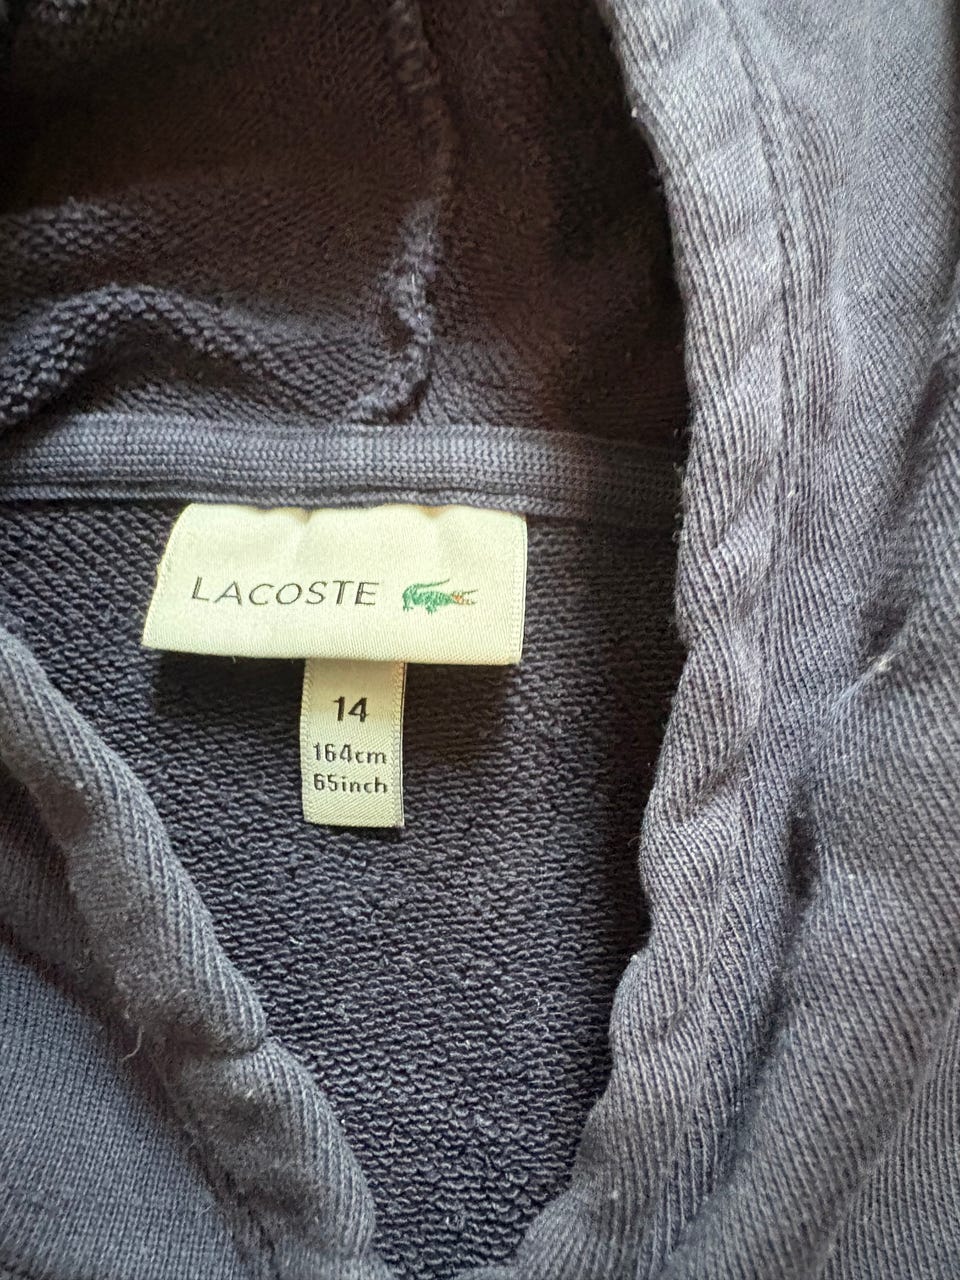 LACOSTE
14
164cm
65inch